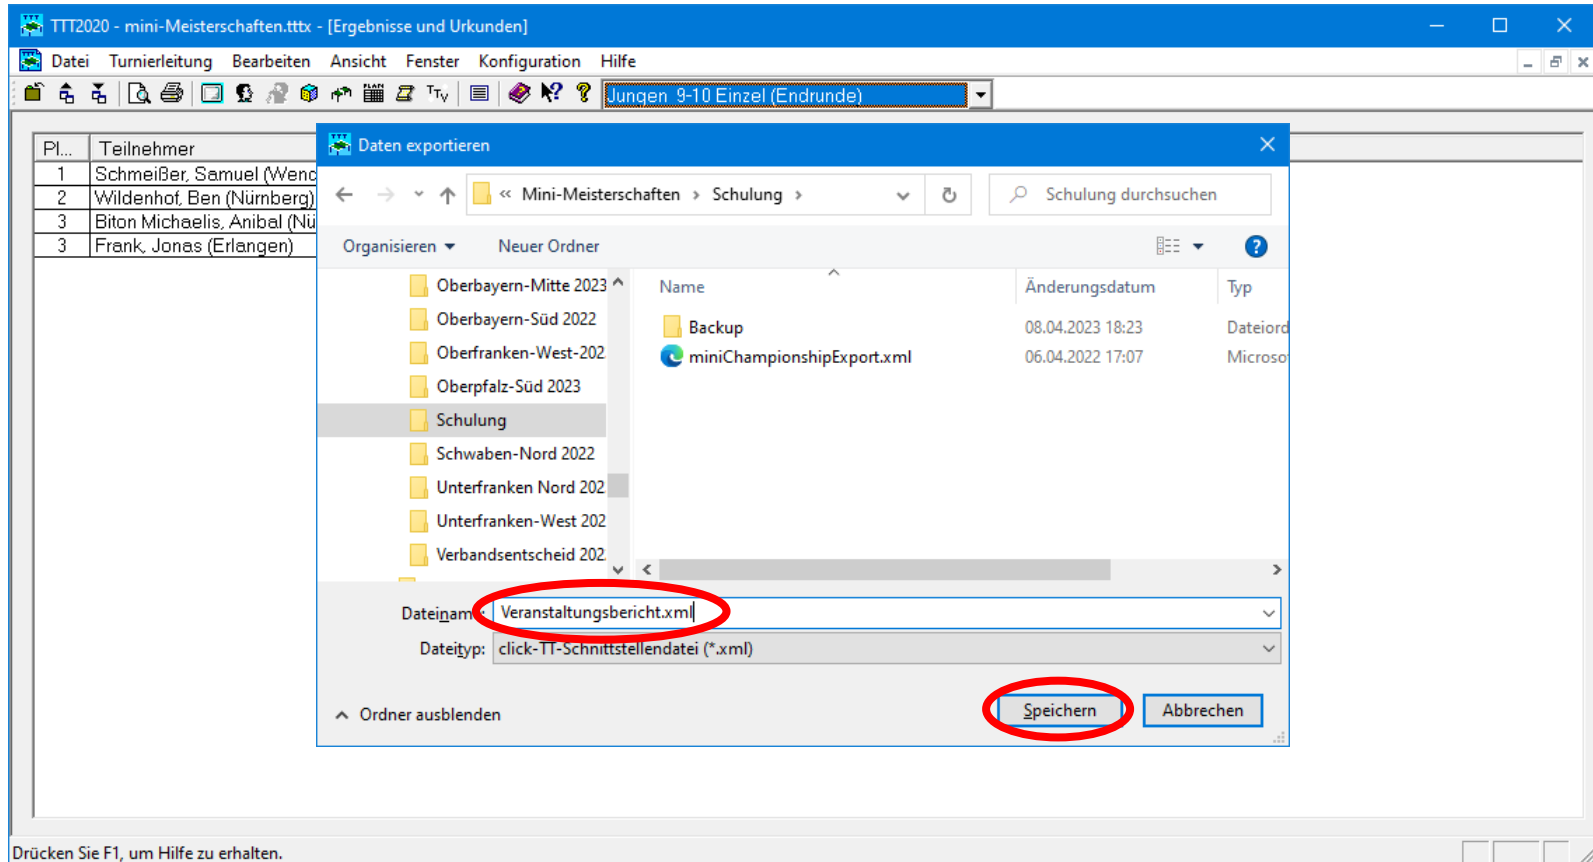 TTT2020 - mini-Meisterschaften.tttx - [Ergebnisse und Urkunden]
Datei Turnierleitung Bearbeiten Ansicht Fenster Konfiguration Hilfe
Jungen 9-10 Einzel (Endrunde)
Pl... Teilnehmer
1 Schmeißer, Samuel (Wend
2 Wildenhof, Ben (Nürnberg)
3 Biton Michaelis, Anibal (Nü
3 Frank, Jonas (Erlangen)
Daten exportieren
« Mini-Meisterschaften › Schulung ›
Schulung durchsuchen
Organisieren Neuer Ordner
Oberbayern-Mitte 2023
Oberbayern-Süd 2022
Oberfranken-West-202
Oberpfalz-Süd 2023
Schulung
Schwaben-Nord 2022
Unterfranken Nord 202
Unterfranken-West 202
Verbandsentscheid 202
Name Änderungsdatum Typ
Backup 08.04.2023 18:23 Dateiord
miniChampionshipExport.xml 06.04.2022 17:07 Microsof
Dateiname: Veranstaltungsbericht.xml
Dateityp: click-TT-Schnittstellendatei (*.xml)
Ordner ausblenden
Speichern Abbrechen
Drücken Sie F1, um Hilfe zu erhalten.